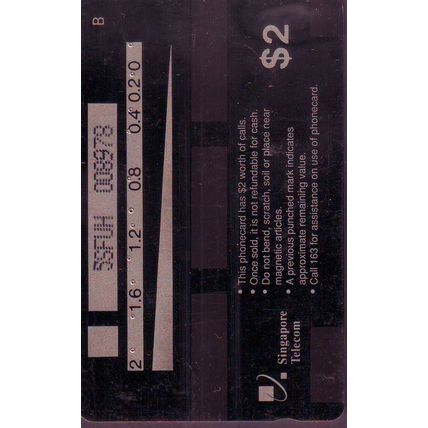 B
55FUH 008978
2 1.6 1.2 0.8 0.4 0.2 0
$2
• This phonecard has $2 worth of calls.
• Once sold, it is not refundable for cash.
• Do not bend, scratch, soil or place near
magnetic articles.
• A previous punched mark indicates
approximate remaining value.
• Call 163 for assistance on use of phonecard.
Singapore
Telecom